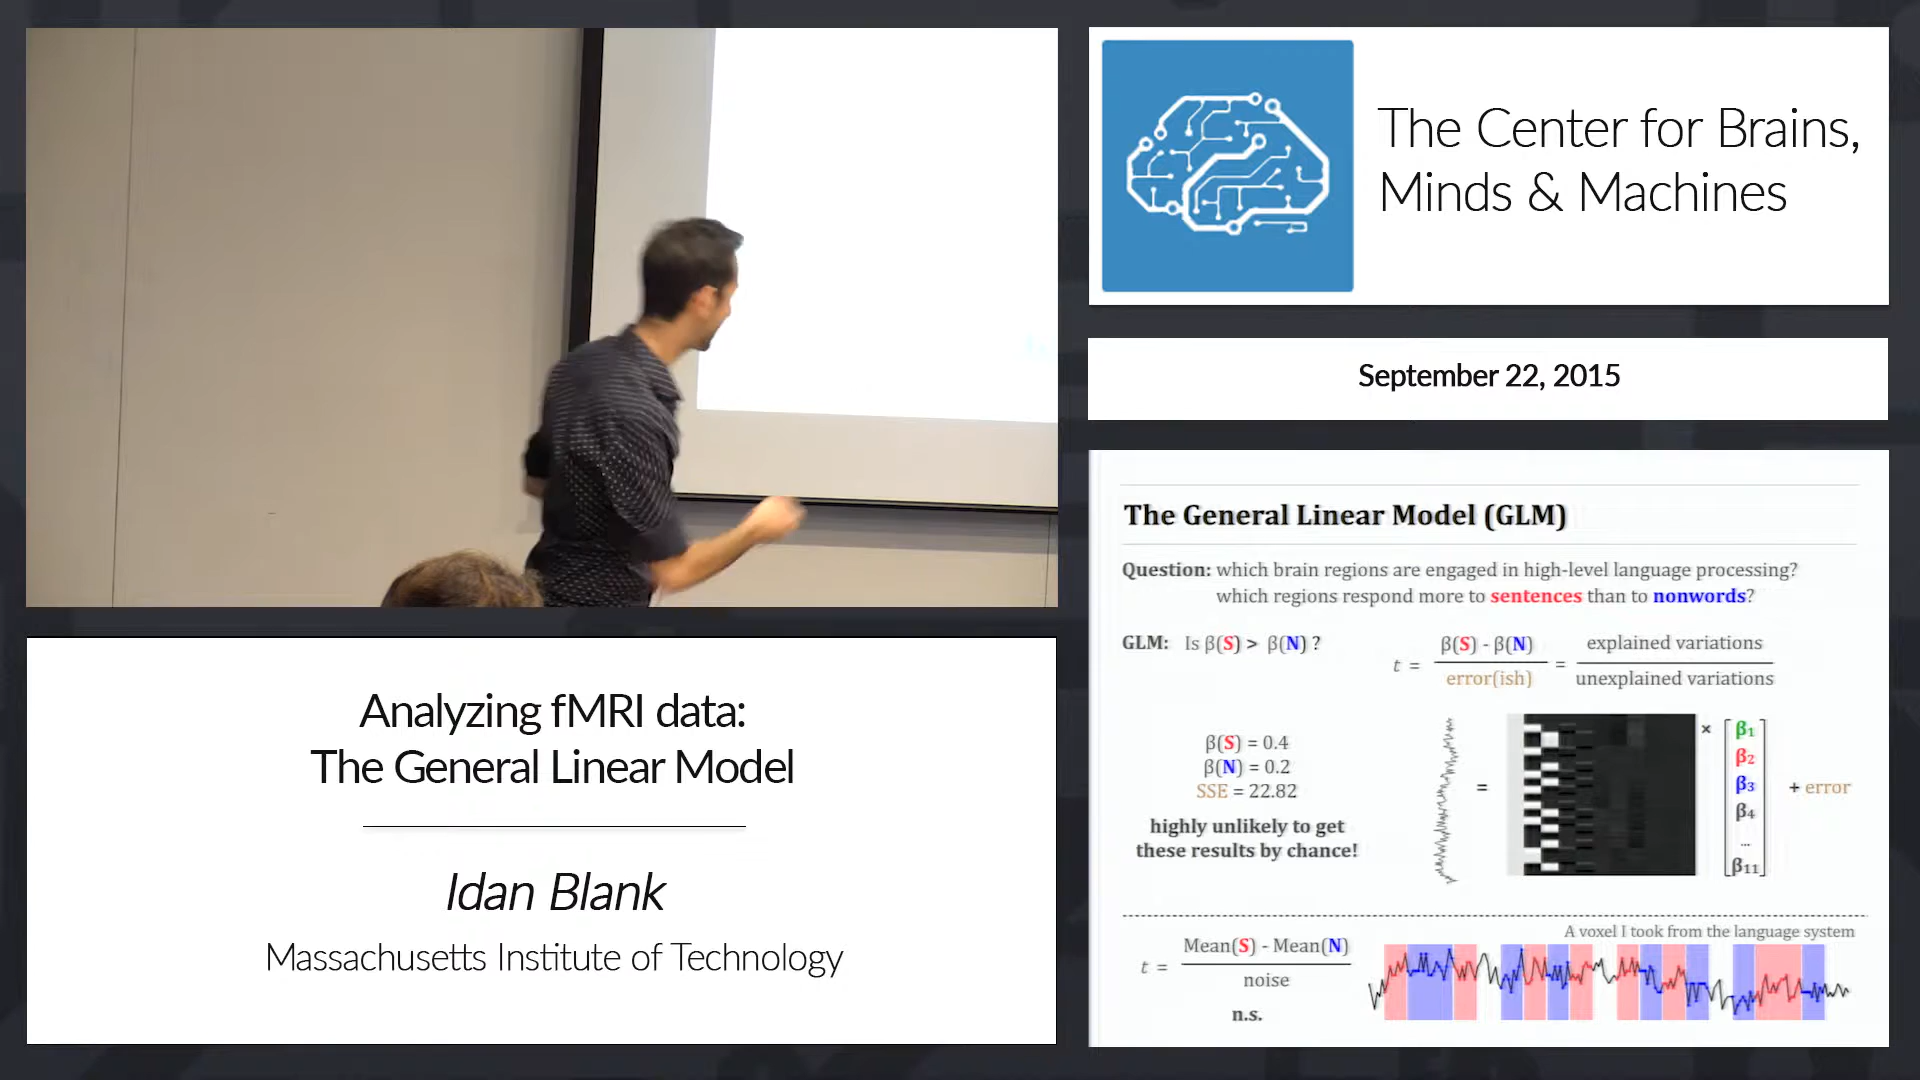 The Center for Brains,
Minds & Machines
September 22, 2015
Analyzing fMRI data:
The General Linear Model
Idan Blank
Massachusetts Institute of Technology
The General Linear Model (GLM)
Question: which brain regions are engaged in high-level language processing?
which regions respond more to sentences than to nonwords?
GLM: Is β(S) > β(N) ?
t = β(S) - β(N) / error(ish) = explained variations / unexplained variations
β(S) = 0.4
β(N) = 0.2
SSE = 22.82
highly unlikely to get
these results by chance!
= × [β1 β2 β3 β4 ... β11] + error
A voxel I took from the language system
t = Mean(S) - Mean(N) / noise
n.s.